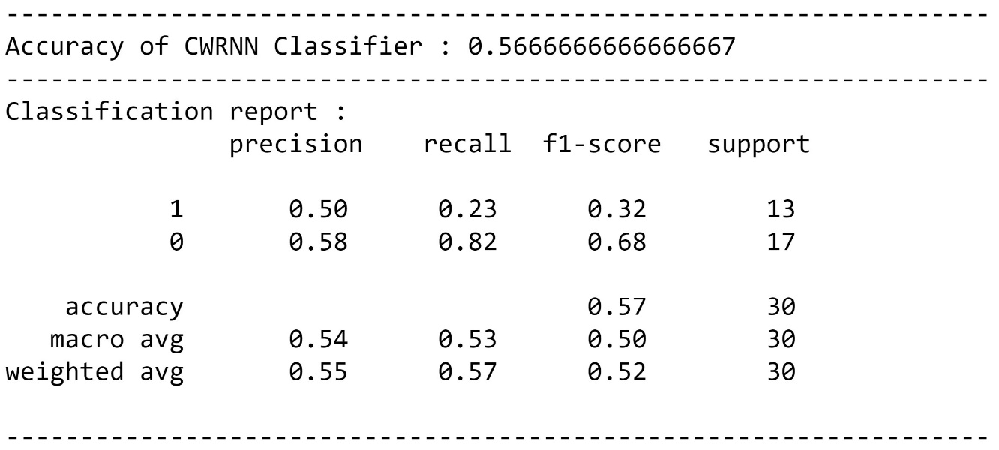 ------------------------------------------------------------------
Accuracy of CWRNN Classifier : 0.5666666666666667
------------------------------------------------------------------
Classification report :
               precision    recall  f1-score   support

           1       0.50      0.23      0.32        13
           0       0.58      0.82      0.68        17

    accuracy                           0.57        30
   macro avg       0.54      0.53      0.50        30
weighted avg       0.55      0.57      0.52        30

------------------------------------------------------------------